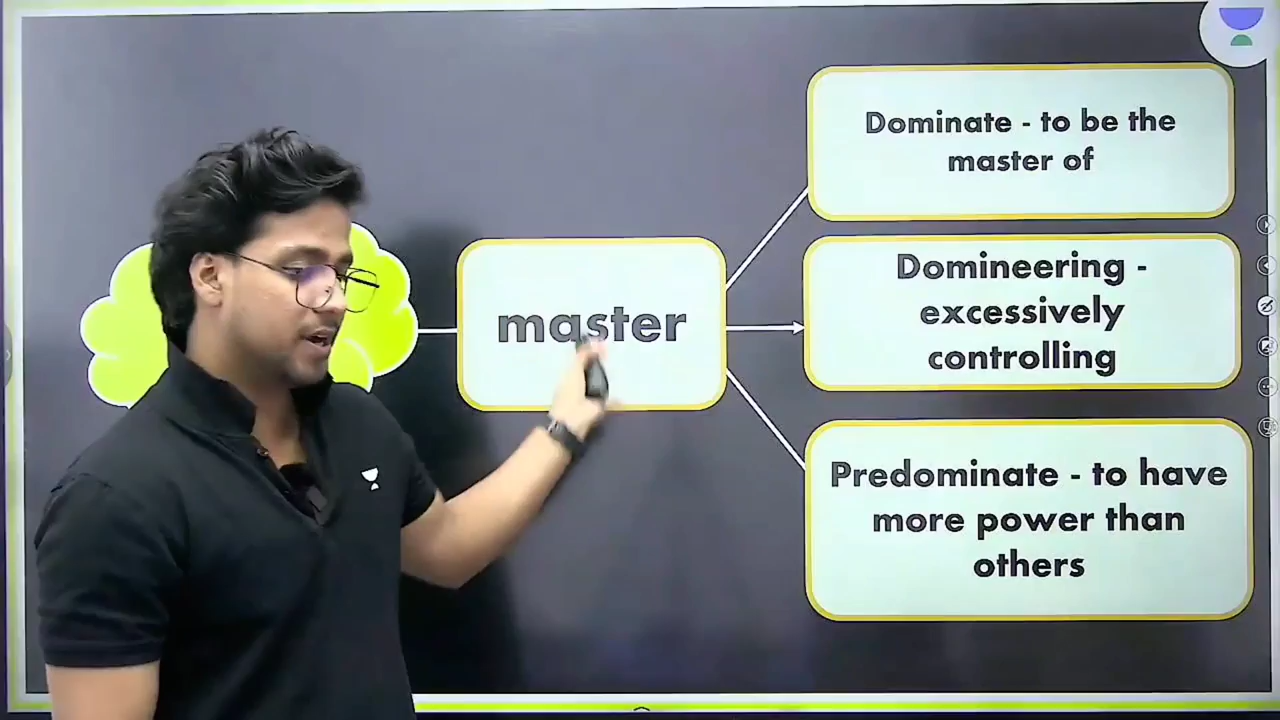 master
Dominate - to be the
master of
Domineering -
excessively
controlling
Predominate - to have
more power than
others